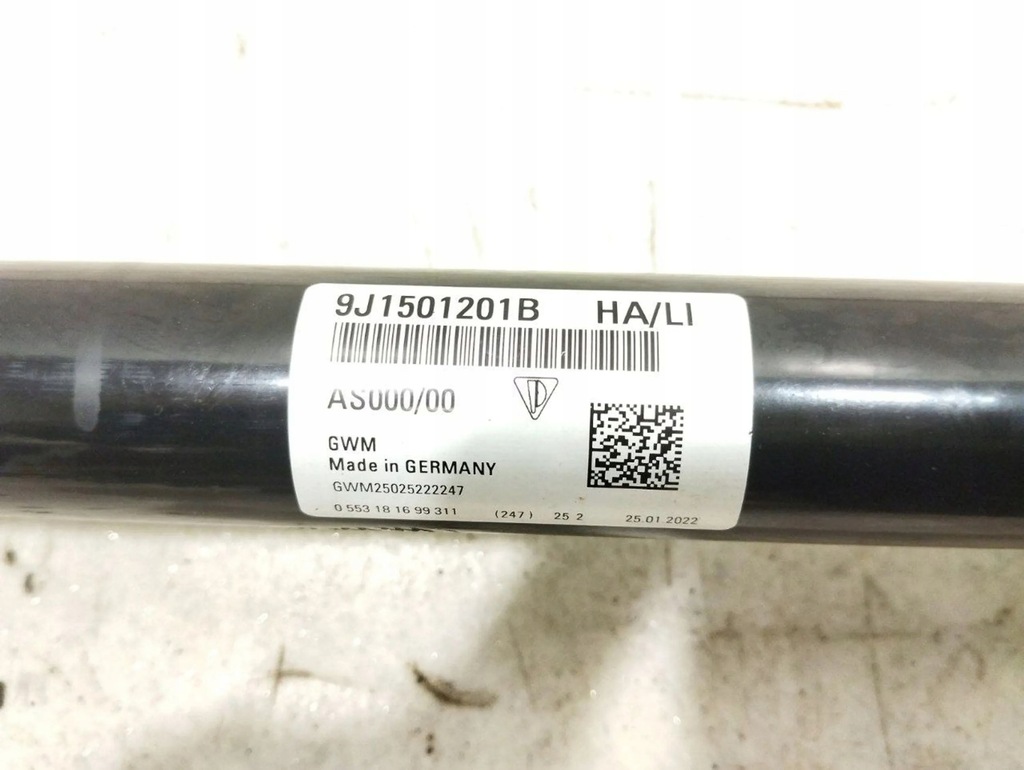 9J1501201B HA/LI
AS000/00
GWM
Made in GERMANY
GWM25025222247
0 553 18 16 99 311 (247) 25 2 25.01.2022